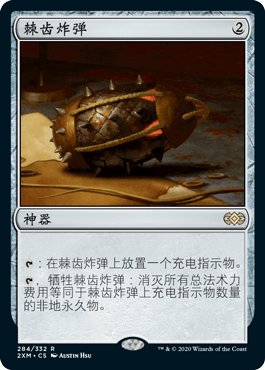 棘齿炸弹 2
神器
：在棘齿炸弹上放置一个充电指示物。
，牺牲棘齿炸弹：消灭所有总法术力
费用等同于棘齿炸弹上充电指示物数量
的非地永久物。
284/332 R
2XM • CS Austin Hsu
™ & © 2020 Wizards of the Coast